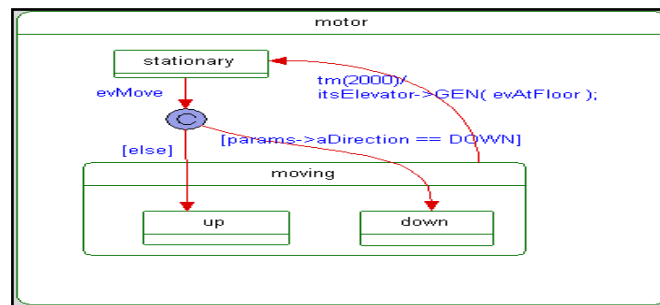 motor
stationary
tm(2000)/
itsElevator->GEN( evAtFloor );
evMove
C
[else]
[params->aDirection == DOWN]
moving
up
down